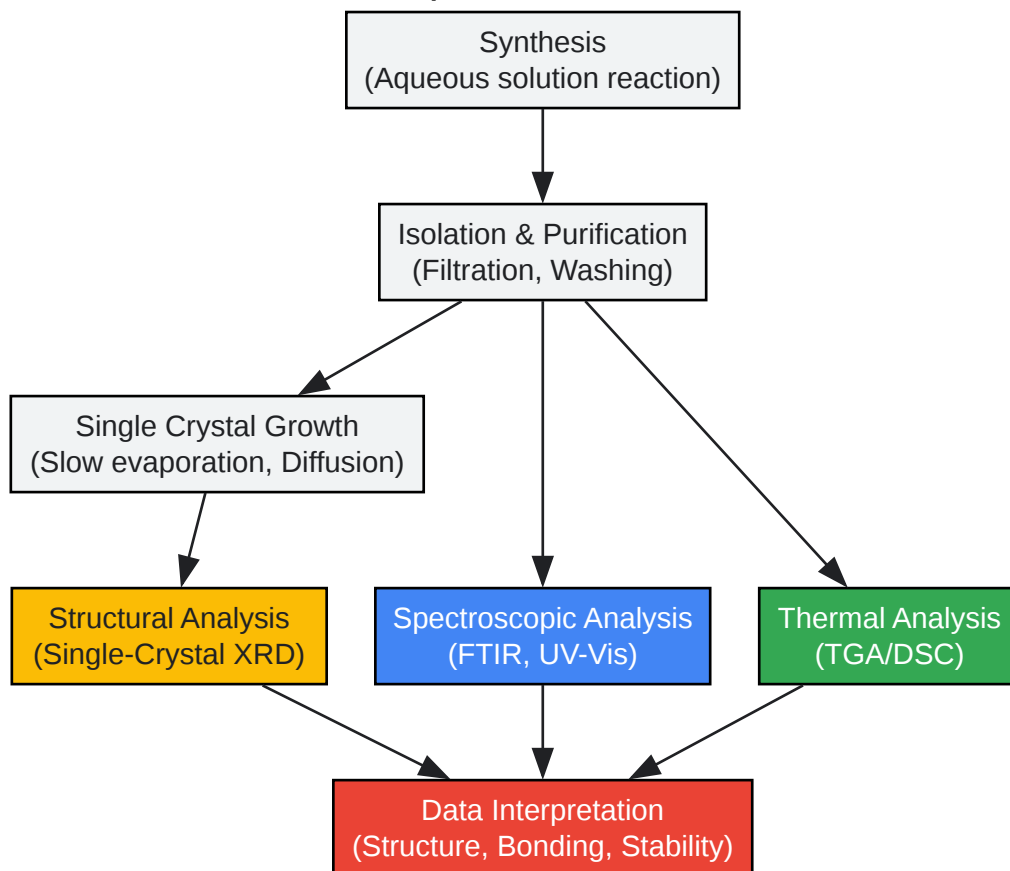 Synthesis
(Aqueous solution reaction)
Isolation & Purification
(Filtration, Washing)
Single Crystal Growth
(Slow evaporation, Diffusion)
Structural Analysis
(Single-Crystal XRD)
Spectroscopic Analysis
(FTIR, UV-Vis)
Thermal Analysis
(TGA/DSC)
Data Interpretation
(Structure, Bonding, Stability)